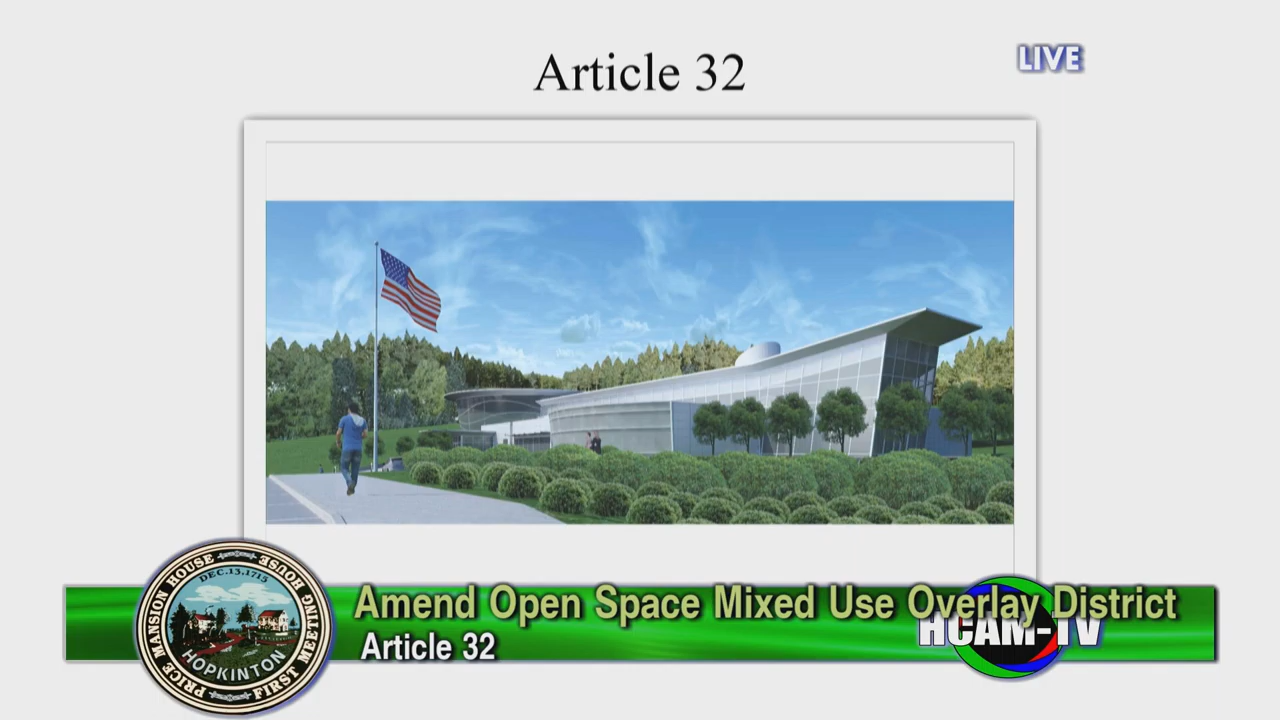 Article 32
LIVE
Amend Open Space Mixed Use Overlay District
Article 32
HCAM-TV
PRICE MANSION HOUSE
FIRST MEETING HOUSE
DEC.13.1715
HOPKINTON